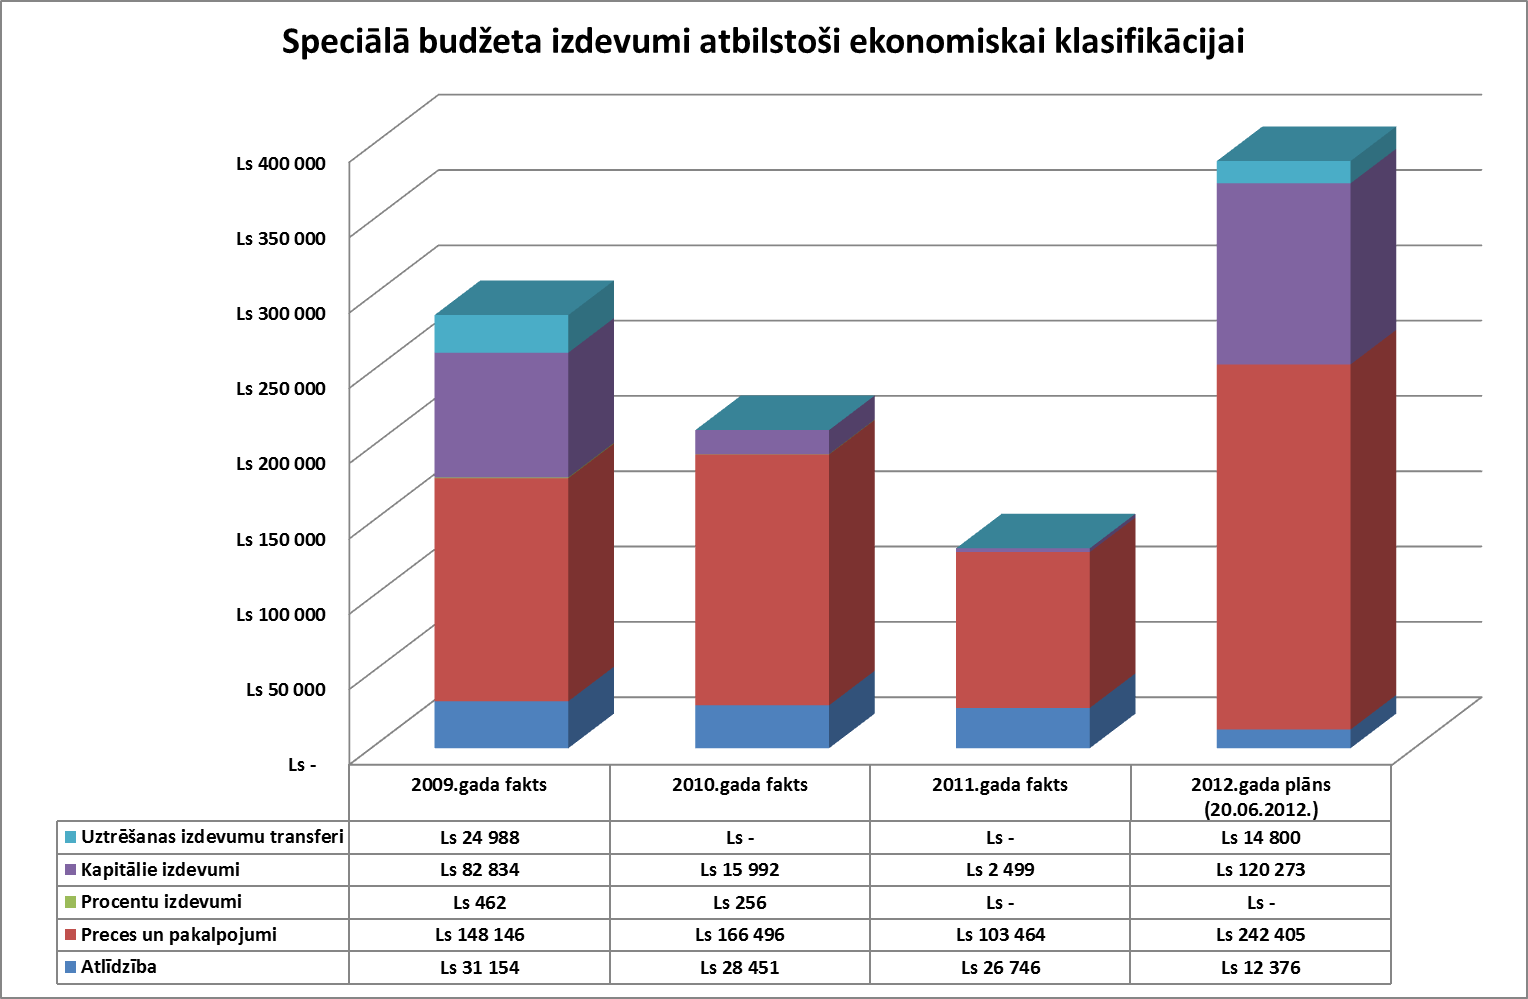 Speciālā budžeta izdevumi atbilstoši ekonomiskai klasifikācijai
Ls 400 000
Ls 350 000
Ls 300 000
Ls 250 000
Ls 200 000
Ls 150 000
Ls 100 000
Ls 50 000
Ls -
2009.gada fakts 2010.gada fakts 2011.gada fakts 2012.gada plāns
(20.06.2012.)
Uztrēšanas izdevumu transferi Ls 24 988 Ls - Ls - Ls 14 800
Kapitālie izdevumi Ls 82 834 Ls 15 992 Ls 2 499 Ls 120 273
Procentu izdevumi Ls 462 Ls 256 Ls - Ls -
Preces un pakalpojumi Ls 148 146 Ls 166 496 Ls 103 464 Ls 242 405
Atlīdzība Ls 31 154 Ls 28 451 Ls 26 746 Ls 12 376